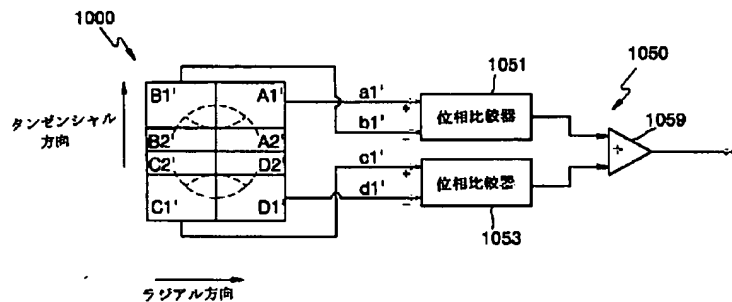 1000
1051
1050
B1' A1' a1' + 位相比較器 1059
b1' -
タンゼンシャル
方向
B2' A2'
C2' D2' c1' + +
C1' D1' d1' - 位相比較器
1053
ラジアル方向